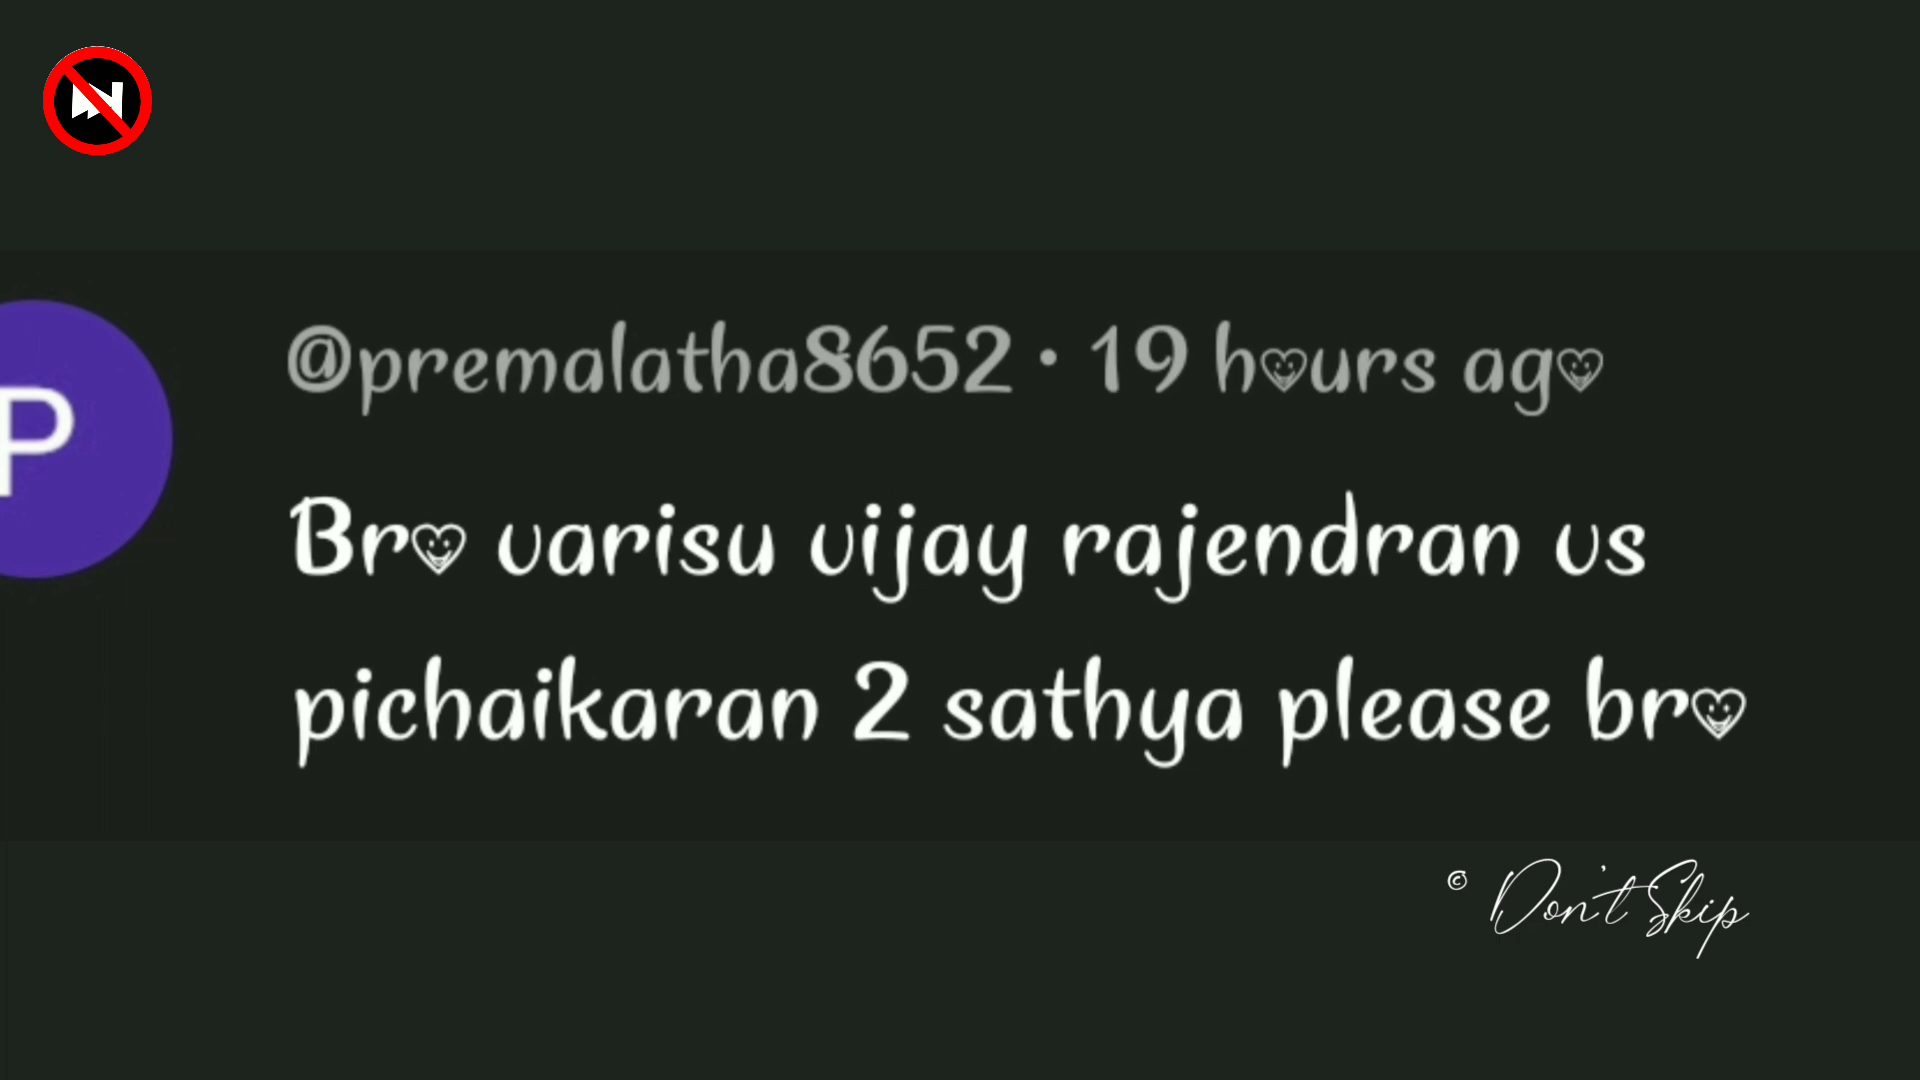 P
@premalatha8652 • 19 hours ago
Bro varisu vijay rajendran vs
pichaikaran 2 sathya please bro
© Don't Skip